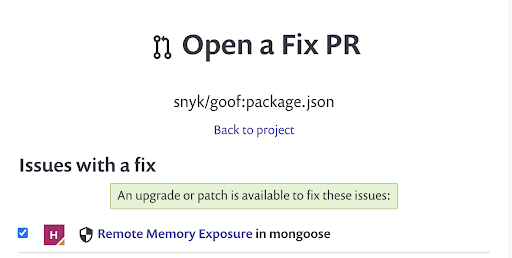 Open a Fix PR
snyk/goof:package.json
Back to project
Issues with a fix
An upgrade or patch is available to fix these issues:
H Remote Memory Exposure in mongoose